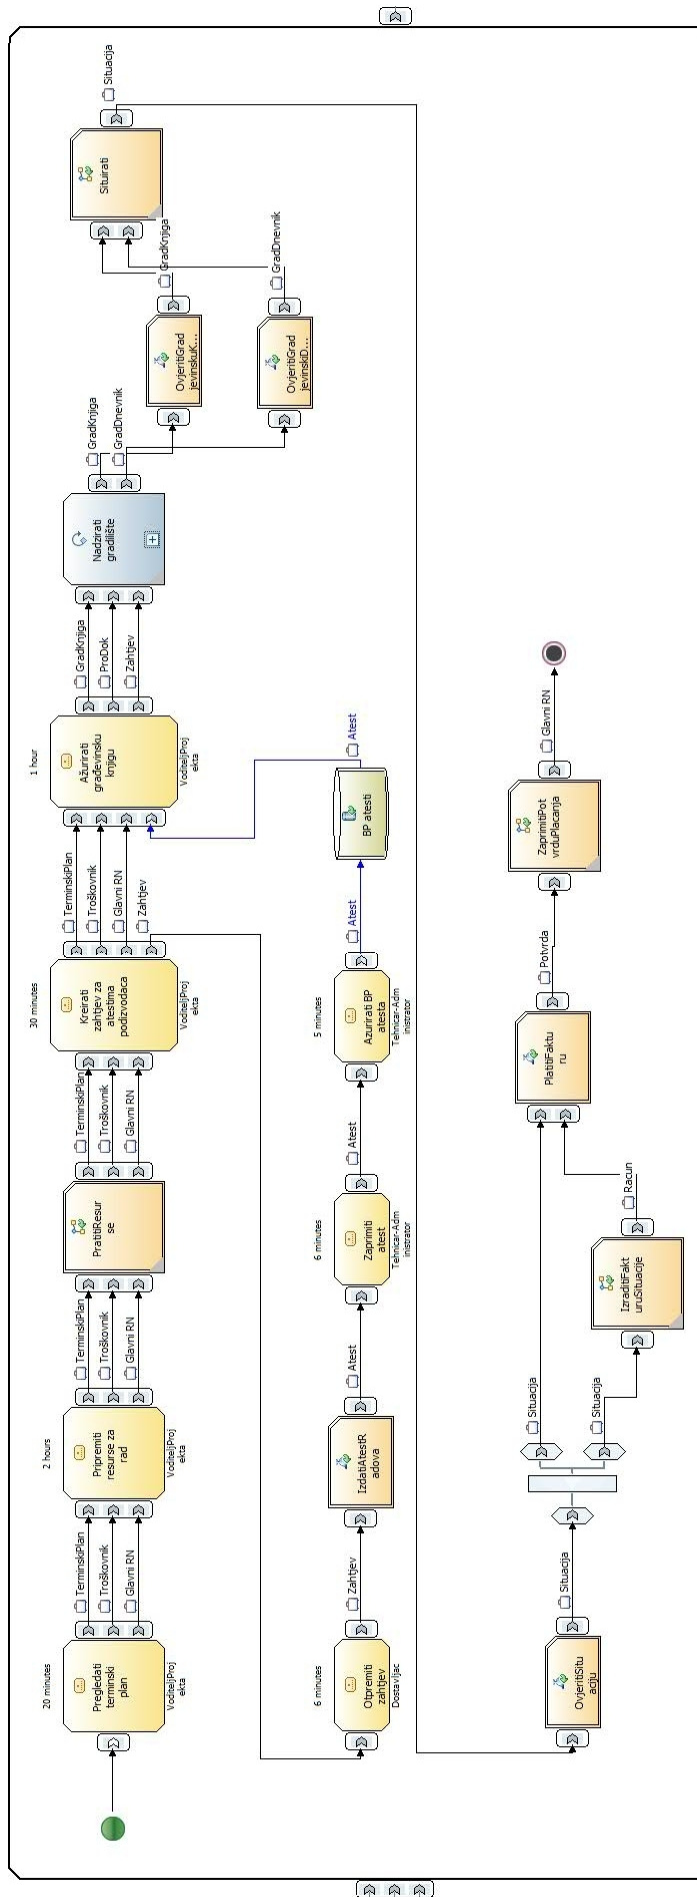 20 minutes
Pregledati
terminski
plan
VoditeljProj
ekta
TerminskiPlan
Troškovnik
Glavni RN
2 hours
Pripremiti
resurse za
rad
VoditeljProj
ekta
TerminskiPlan
Troškovnik
Glavni RN
PratitiResur
se
TerminskiPlan
Troškovnik
Glavni RN
30 minutes
Kreirati
zahtjev za
atestima
podizvodaca
VoditeljProj
ekta
TerminskiPlan
Troškovnik
Glavni RN
Zahtjev
1 hour
Ažurirati
građevinsku
knjigu
VoditeljProj
ekta
GradKnjiga
ProDok
Zahtjev
Nadzirati
gradilište
GradKnjiga
GradDnevnik
OvjeritiGrad
jevinskuK...
GradKnjiga
OvjeritiGrad
jevinskiD...
GradDnevnik
Situirati
Situacija
6 minutes
Otpremiti
zahtjev
Dostavljac
Zahtjev
IzdatiAtestR
adova
Atest
6 minutes
Zaprimiti
atest
Tehnicar-Adm
inistrator
Atest
5 minutes
Azurirati BP
atesta
Tehnicar-Adm
inistrator
Atest
BP atesti
Atest
OvjeritiSitu
aciju
Situacija
Situacija
Situacija
IzraditiFakt
uruSituacije
Racun
PlatitiFaktu
ru
Potvrda
ZaprimitiPot
vrduPlacanja
Glavni RN